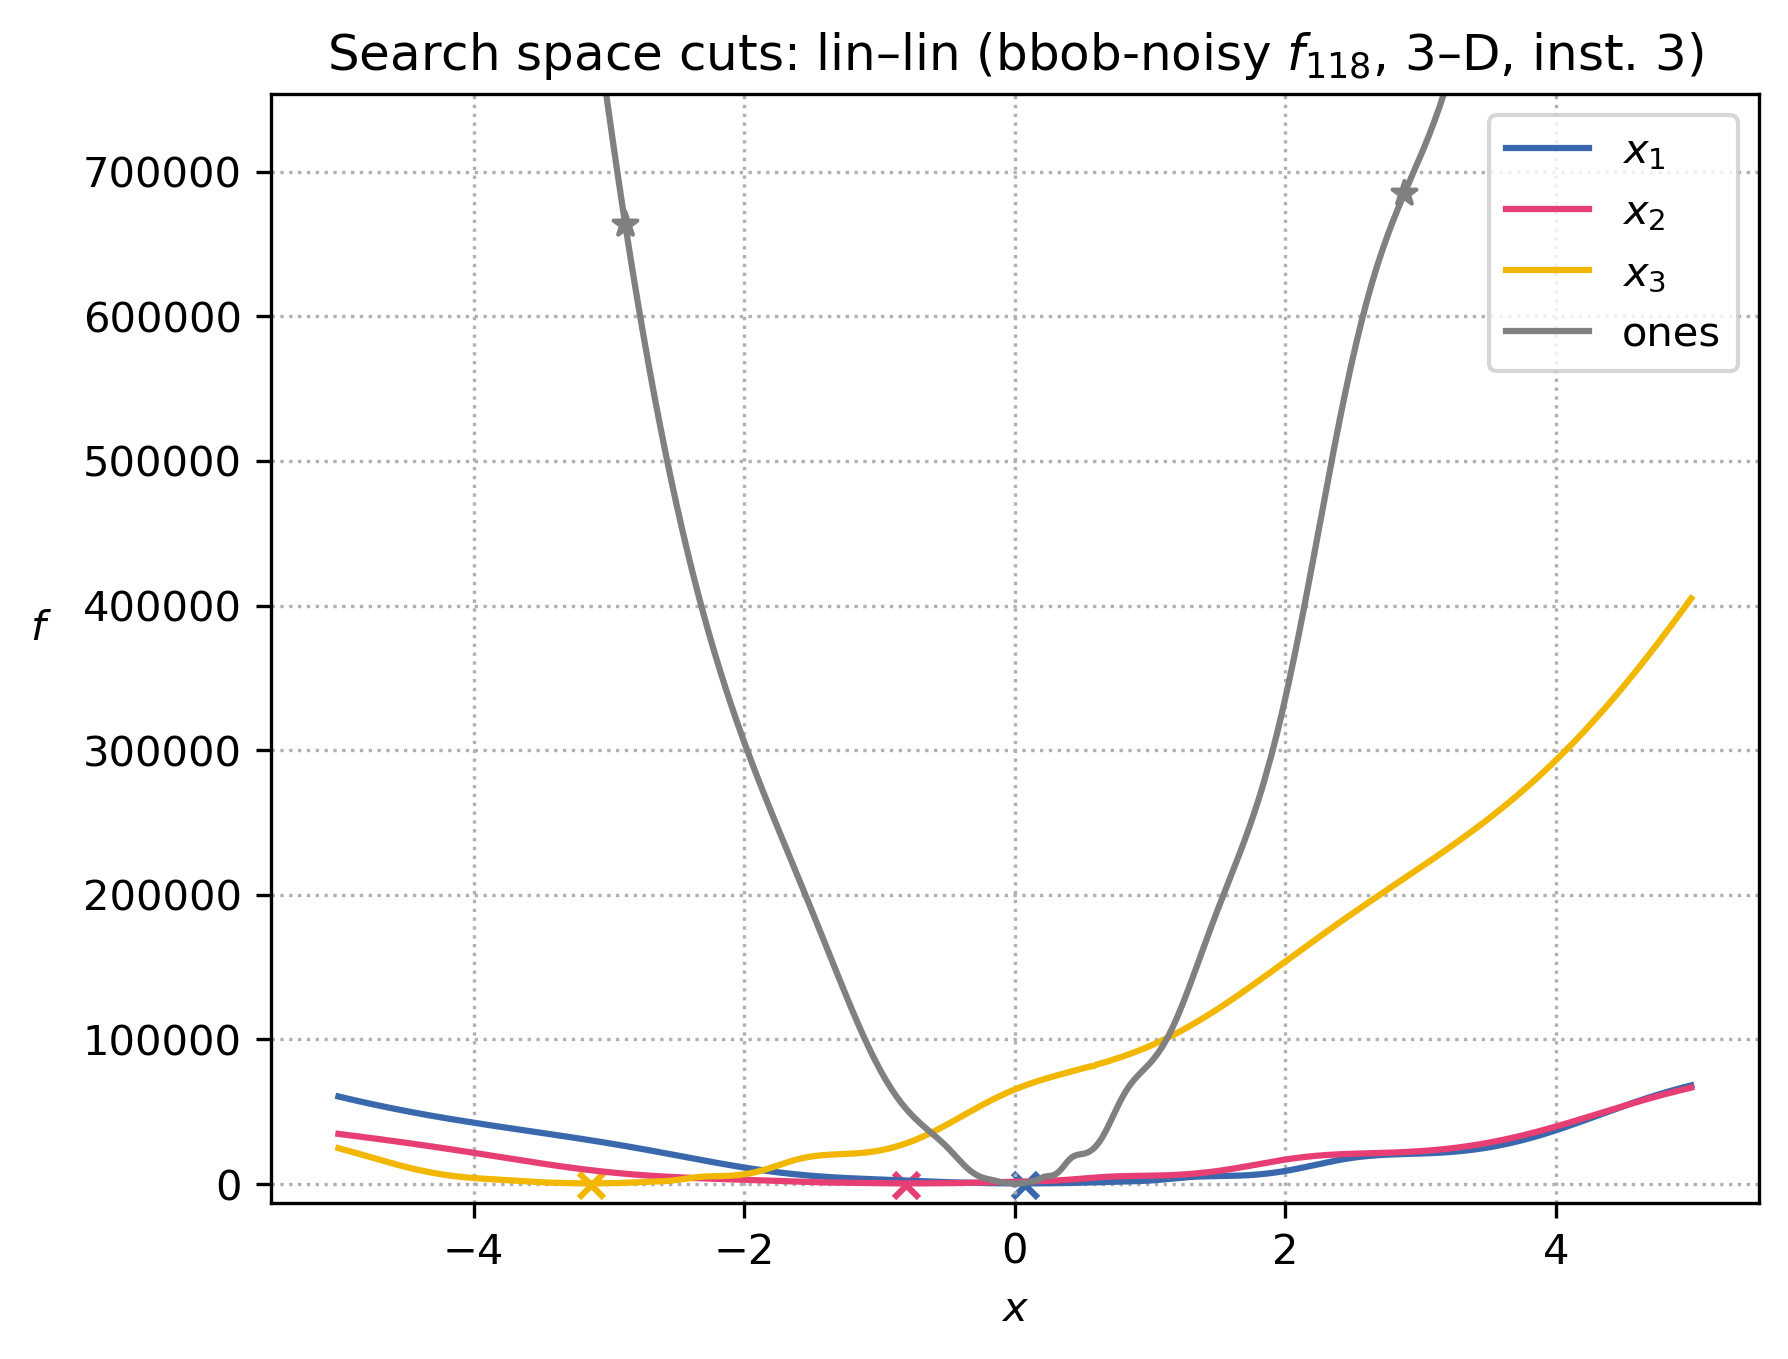 Search space cuts: lin–lin (bbob-noisy f₁₁₈, 3–D, inst. 3)
700000
600000
500000
400000
300000
200000
100000
0
f
−4
−2
0
2
4
x
x₁
x₂
x₃
ones